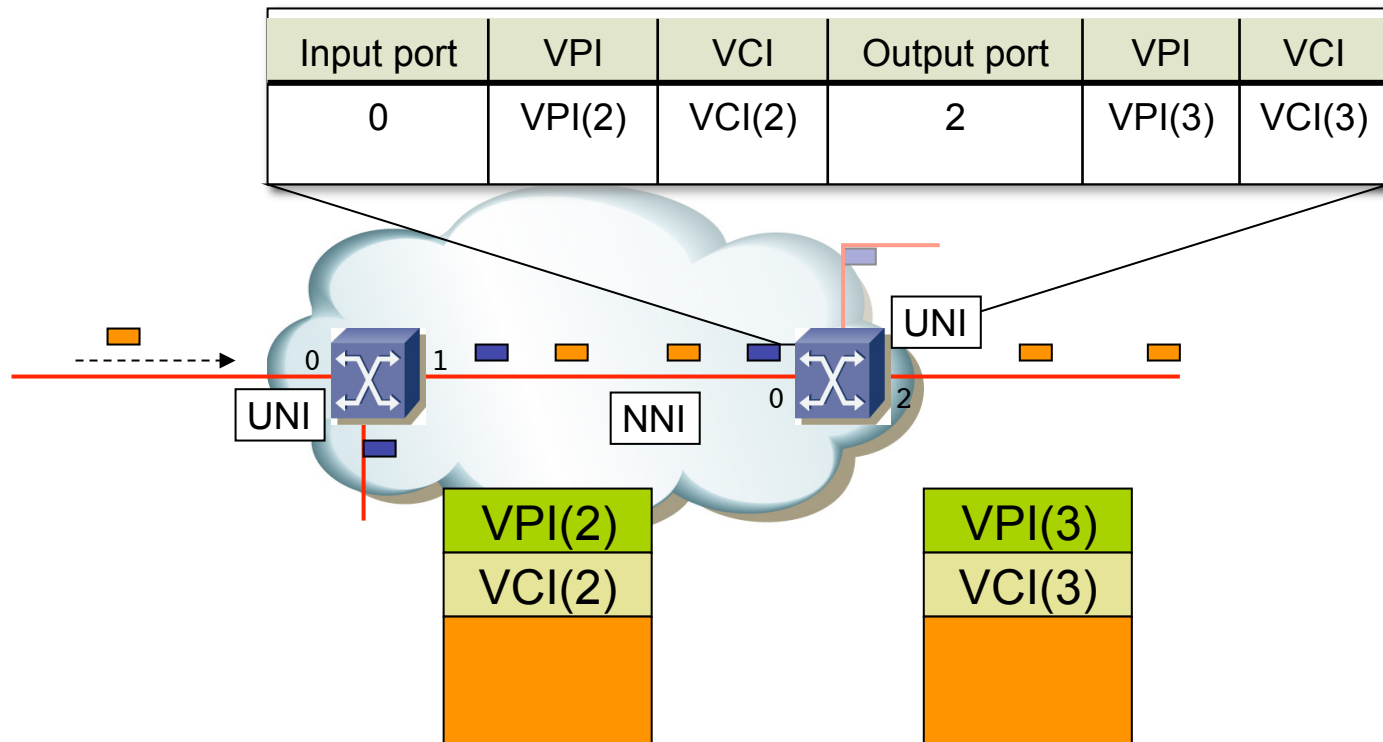 Input port VPI VCI Output port VPI VCI
0 VPI(2) VCI(2) 2 VPI(3) VCI(3)
UNI
0 1
UNI NNI 0 2
VPI(2) VPI(3)
VCI(2) VCI(3)